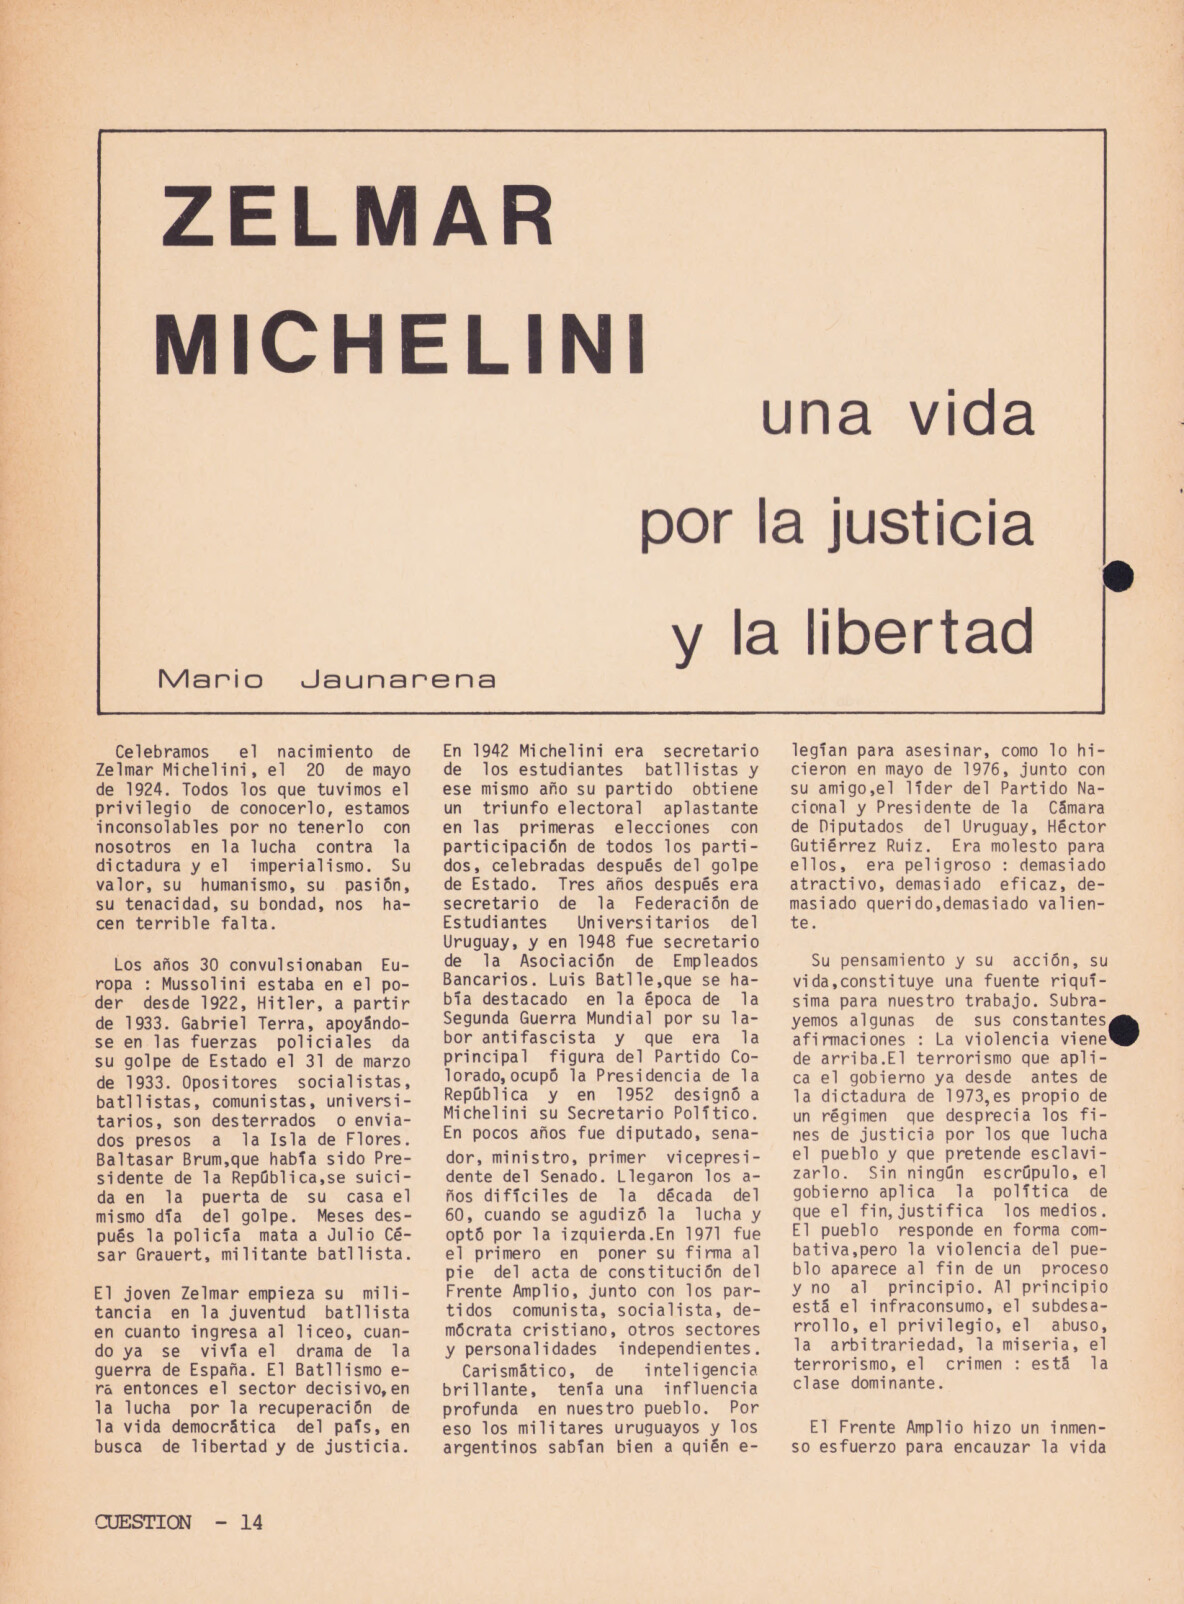 ZELMAR
MICHELINI
una vida
por la justicia
y la libertad
Mario Jaunarena
Celebramos el nacimiento de
Zelmar Michelini, el 20 de mayo
de 1924. Todos los que tuvimos el
privilegio de conocerlo, estamos
inconsolables por no tenerlo con
nosotros en la lucha contra la
dictadura y el imperialismo. Su
valor, su humanismo, su pasión,
su tenacidad, su bondad, nos ha-
cen terrible falta.
Los años 30 convulsionaban Eu-
ropa : Mussolini estaba en el po-
der desde 1922, Hitler, a partir
de 1933. Gabriel Terra, apoyándo-
se en las fuerzas policiales da
su golpe de Estado el 31 de marzo
de 1933. Opositores socialistas,
batllistas, comunistas, universi-
tarios, son desterrados o envia-
dos presos a la Isla de Flores.
Baltasar Brum,que había sido Pre-
sidente de la República,se suici-
da en la puerta de su casa el
mismo día del golpe. Meses des-
pués la policía mata a Julio Cé-
sar Grauert, militante batllista.
El joven Zelmar empieza su mili-
tancia en la juventud batllista
en cuanto ingresa al liceo, cuan-
do ya se vivía el drama de la
guerra de España. El Batllismo e-
ra entonces el sector decisivo,en
la lucha por la recuperación de
la vida democrática del país, en
busca de libertad y de justicia.
En 1942 Michelini era secretario
de los estudiantes batllistas y
ese mismo año su partido obtiene
un triunfo electoral aplastante
en las primeras elecciones con
participación de todos los parti-
dos, celebradas después del golpe
de Estado. Tres años después era
secretario de la Federación de
Estudiantes Universitarios del
Uruguay, y en 1948 fue secretario
de la Asociación de Empleados
Bancarios. Luis Batlle,que se ha-
bía destacado en la época de la
Segunda Guerra Mundial por su la-
bor antifascista y que era la
principal figura del Partido Co-
lorado,ocupó la Presidencia de la
República y en 1952 designó a
Michelini su Secretario Político.
En pocos años fue diputado, sena-
dor, ministro, primer vicepresi-
dente del Senado. Llegaron los a-
ños difíciles de la década del
60, cuando se agudizó la lucha y
optó por la izquierda.En 1971 fue
el primero en poner su firma al
pie del acta de constitución del
Frente Amplio, junto con los par-
tidos comunista, socialista, de-
mócrata cristiano, otros sectores
y personalidades independientes.
Carismático, de inteligencia
brillante, tenía una influencia
profunda en nuestro pueblo. Por
eso los militares uruguayos y los
argentinos sabían bien a quién e-
legían para asesinar, como lo hi-
cieron en mayo de 1976, junto con
su amigo,el líder del Partido Na-
cional y Presidente de la Cámara
de Diputados del Uruguay, Héctor
Gutiérrez Ruiz. Era molesto para
ellos, era peligroso : demasiado
atractivo, demasiado eficaz, de-
masiado querido,demasiado valien-
te.
Su pensamiento y su acción, su
vida,constituye una fuente riquí-
sima para nuestro trabajo. Subra-
yemos algunas de sus constantes
afirmaciones : La violencia viene
de arriba.El terrorismo que apli-
ca el gobierno ya desde antes de
la dictadura de 1973,es propio de
un régimen que desprecia los fi-
nes de justicia por los que lucha
el pueblo y que pretende esclavi-
zarlo. Sin ningún escrúpulo, el
gobierno aplica la política de
que el fin,justifica los medios.
El pueblo responde en forma com-
bativa,pero la violencia del pue-
blo aparece al fin de un proceso
y no al principio. Al principio
está el infraconsumo, el subdesa-
rrollo, el privilegio, el abuso,
la arbitrariedad, la miseria, el
terrorismo, el crimen : está la
clase dominante.
El Frente Amplio hizo un inmen-
so esfuerzo para encauzar la vida
CUESTION - 14